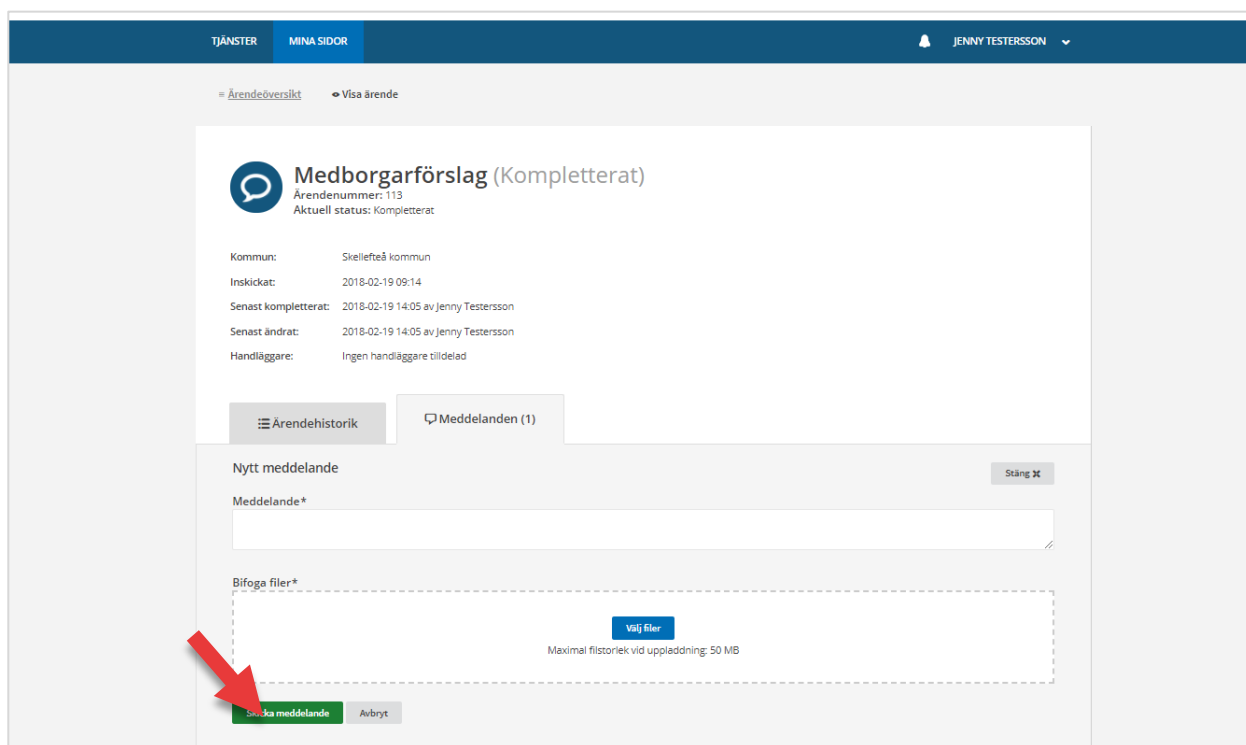 TJÄNSTER MINA SIDOR JENNY TESTERSSON
Ärendeöversikt Visa ärende
Medborgarförslag (Kompletterat)
Ärendenummer: 113
Aktuell status: Kompletterat
Kommun: Skellefteå kommun
Inskickat: 2018-02-19 09:14
Senast kompletterat: 2018-02-19 14:05 av Jenny Testersson
Senast ändrat: 2018-02-19 14:05 av Jenny Testersson
Handläggare: Ingen handläggare tilldelad
Ärendehistorik Meddelanden (1)
Nytt meddelande
Stäng
Meddelande*
Bifoga filer*
Välj filer
Maximal filstorlek vid uppladdning: 50 MB
meddelande Avbryt